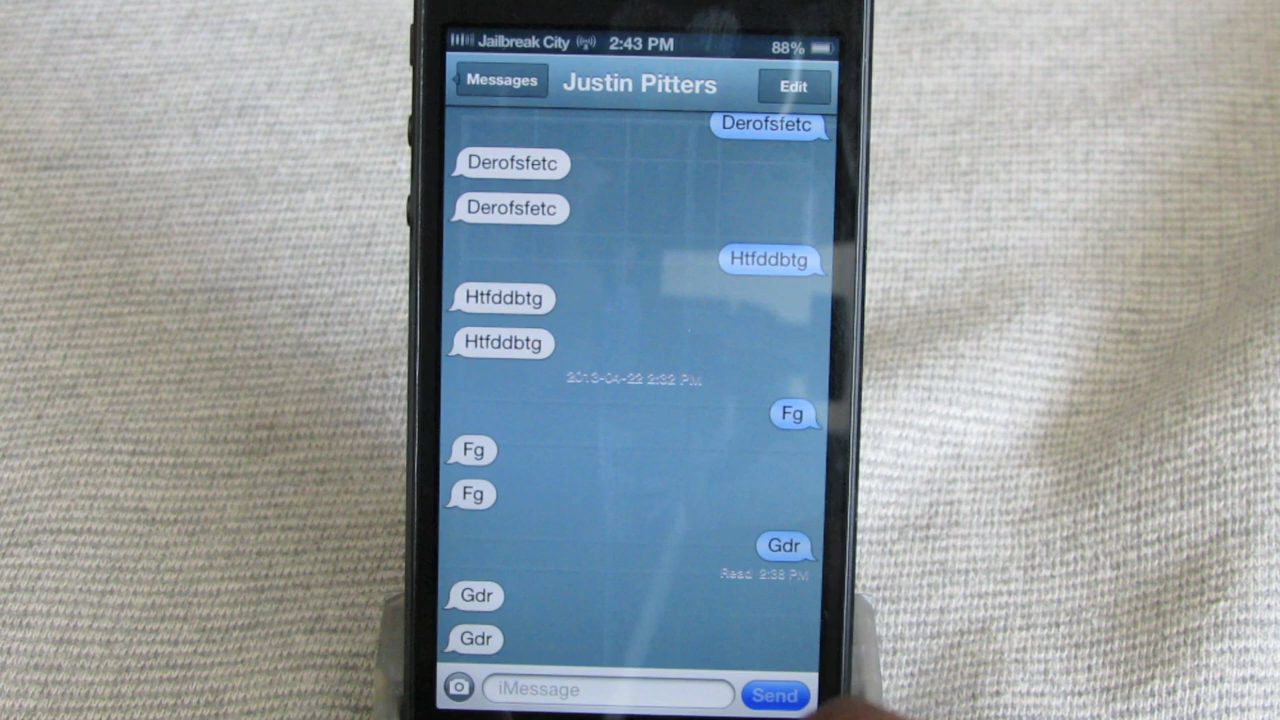 Jailbreak City 2:43 PM 88%
Messages Justin Pitters Edit
Derofsfetc
Derofsfetc
Derofsfetc
Htfddbtg
Htfddbtg
Htfddbtg
2013-04-22 2:32 PM
Fg
Fg
Fg
Gdr
Read 2:38 PM
Gdr
Gdr
iMessage Send